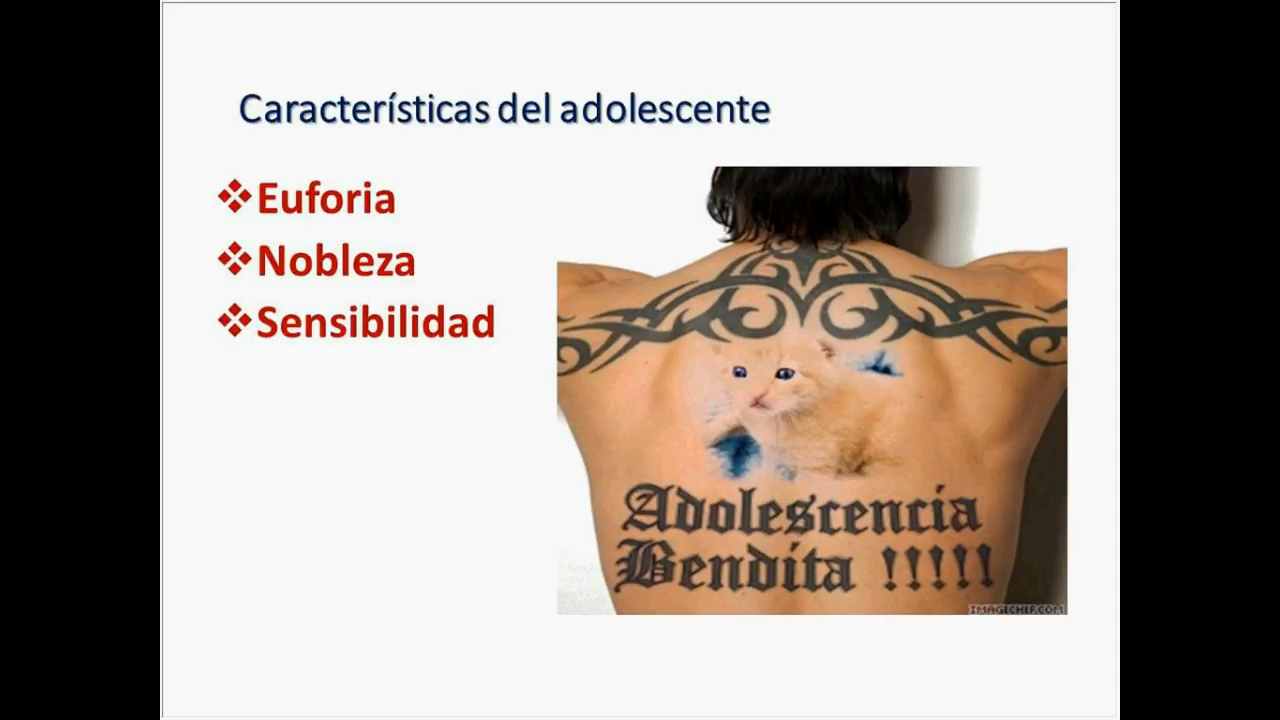 Características del adolescente
Euforia
Nobleza
Sensibilidad
Adolescencia
Bendita !!!!!
IMAGECHEF.COM